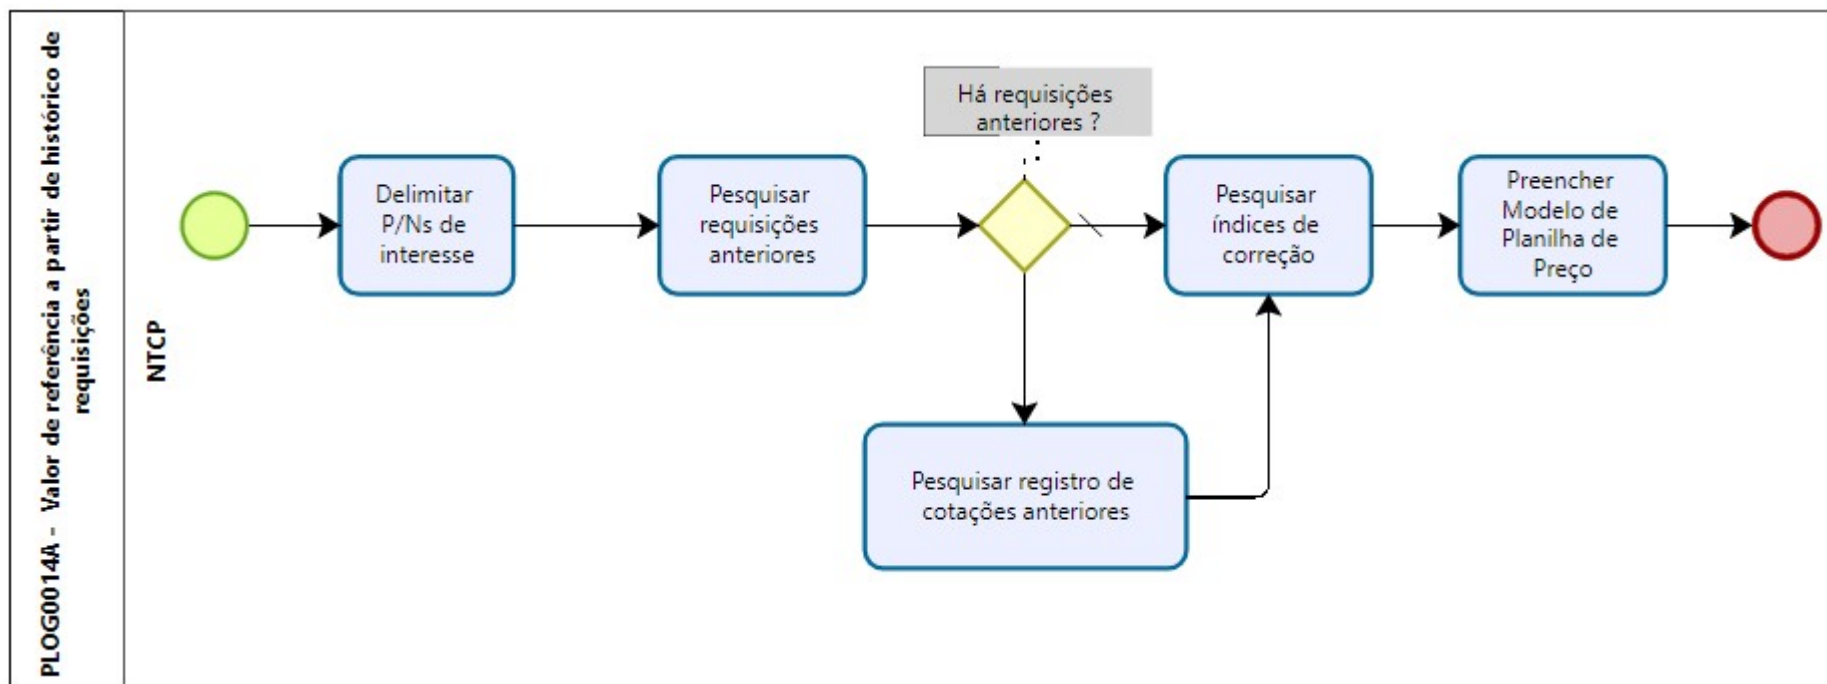 PLOG0014A - Valor de referência a partir de histórico de
requisições
NTCP
Delimitar
P/Ns de
interesse
Pesquisar
requisições
anteriores
Há requisições
anteriores ?
Pesquisar
índices de
correção
Preencher
Modelo de
Planilha de
Preço
Pesquisar registro de
cotações anteriores